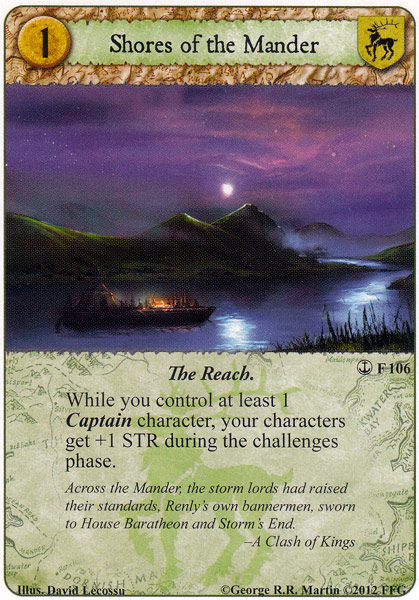 1
Shores of the Mander
F106
The Reach.
While you control at least 1
Captain character, your characters
get +1 STR during the challenges
phase.
Across the Mander, the storm lords had raised
their standards, Renly's own bannermen, sworn
to House Baratheon and Storm's End.
–A Clash of Kings
Illus. David Lecossu
©George R.R. Martin ©2012 FFG